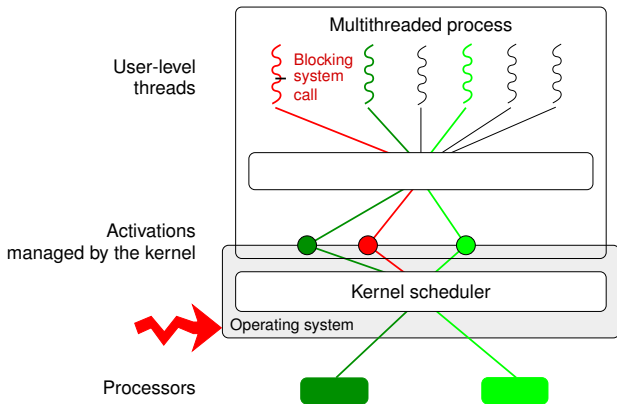 Multithreaded process
User-level
threads
Blocking
system
call
Activations
managed by the kernel
Kernel scheduler
Operating system
Processors